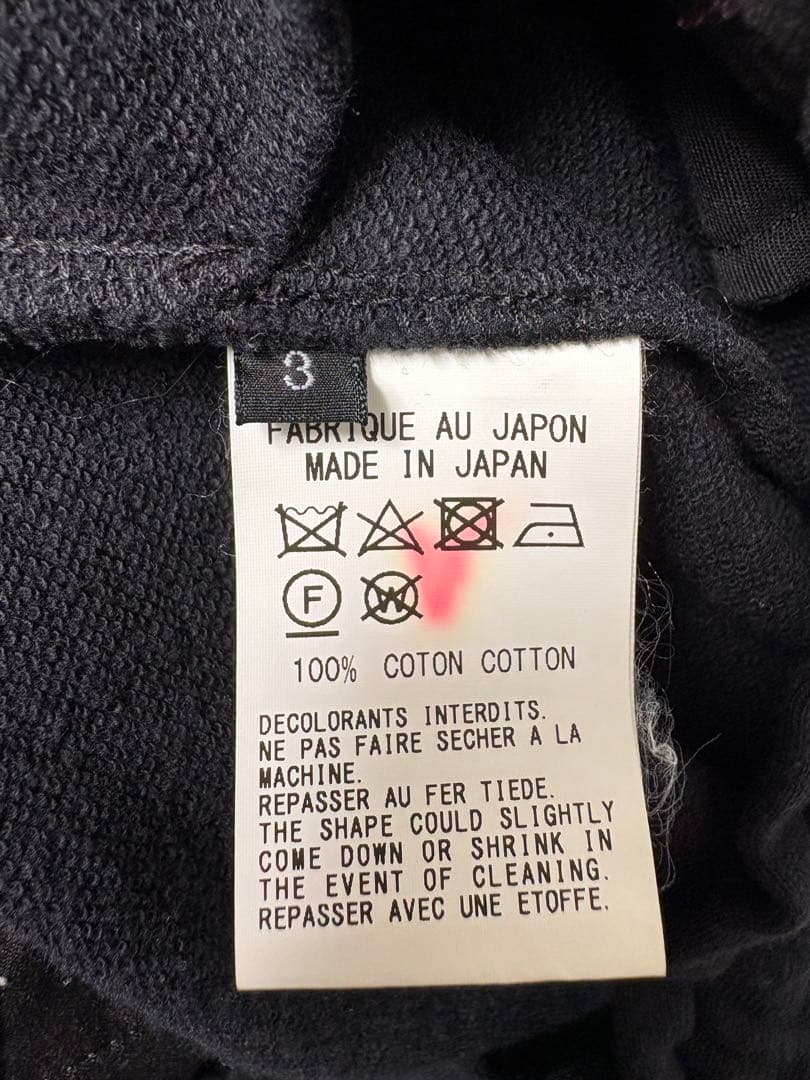 3
FABRIQUE AU JAPON
MADE IN JAPAN
F W
100% COTON COTTON
DECOLORANTS INTERDITS.
NE PAS FAIRE SECHER A LA
MACHINE.
REPASSER AU FER TIEDE.
THE SHAPE COULD SLIGHTLY
COME DOWN OR SHRINK IN
THE EVENT OF CLEANING.
REPASSER AVEC UNE ETOFFE.